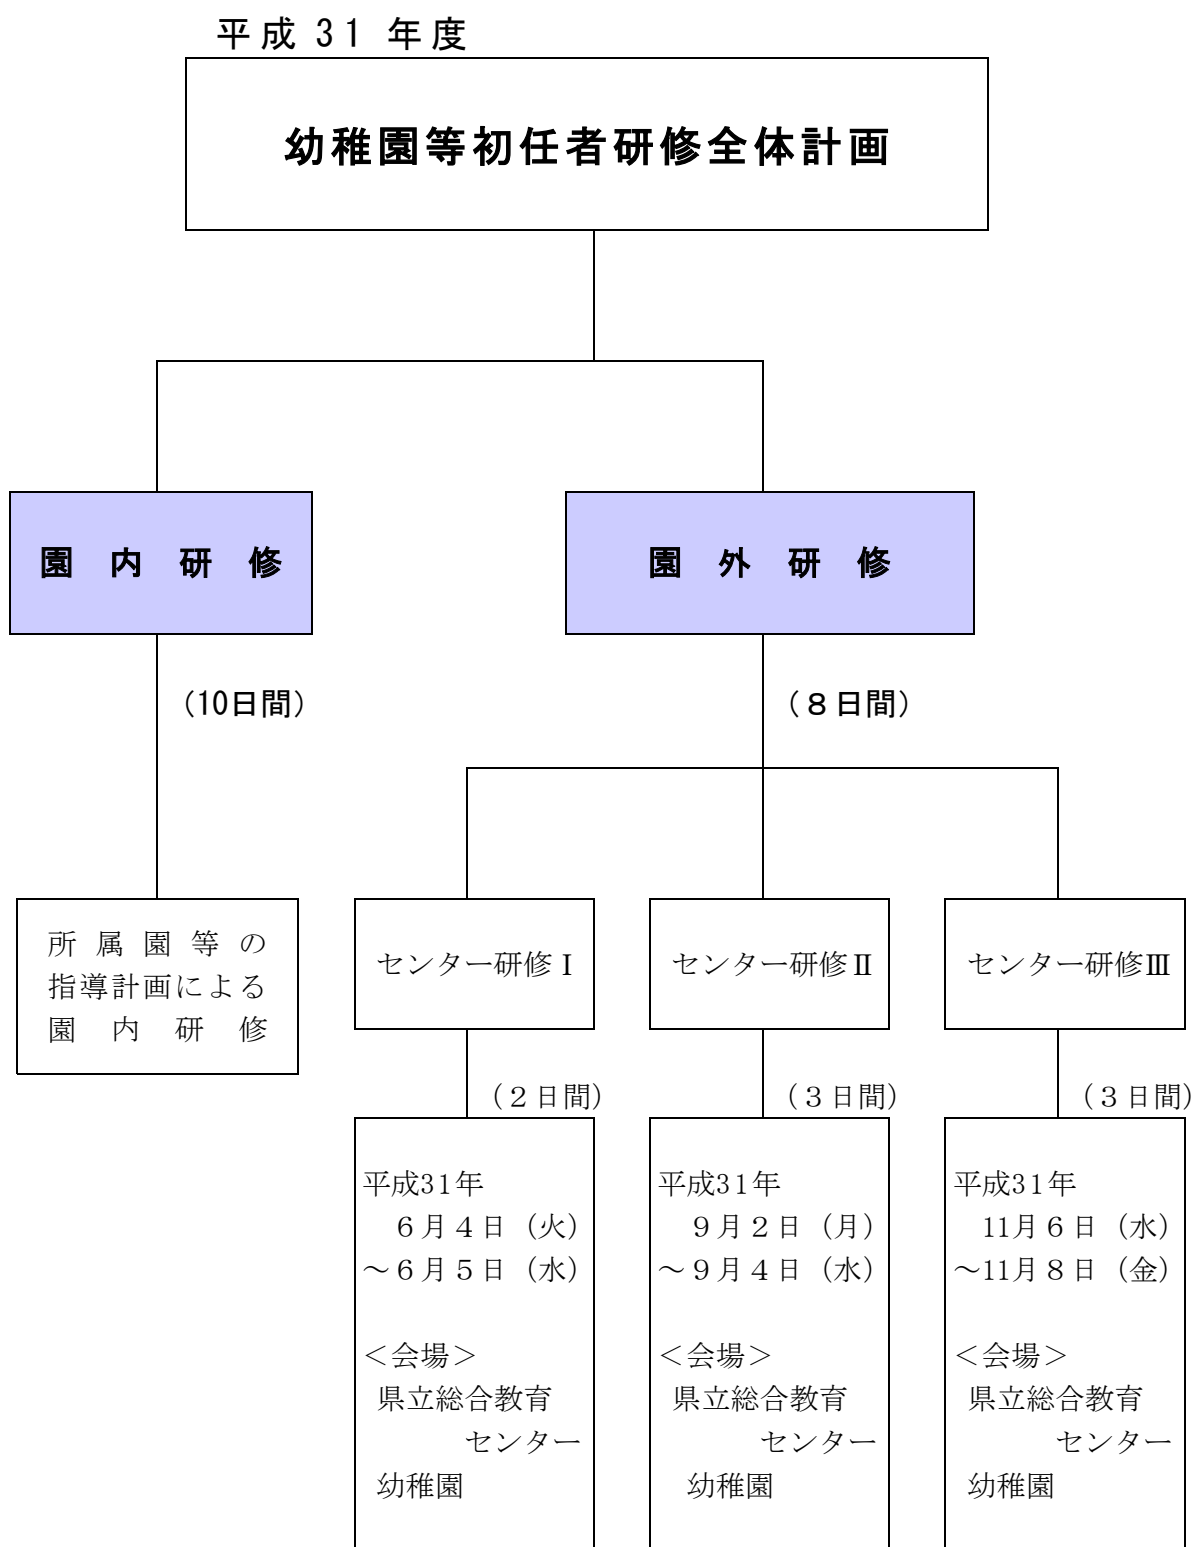 平成 31 年度
幼稚園等初任者研修全体計画
園内研修
園外研修
（10日間）
（８日間）
所属園等の
指導計画による
園内研修
センター研修Ⅰ
センター研修Ⅱ
センター研修Ⅲ
（２日間）
（３日間）
（３日間）
平成31年
６月４日（火）
～６月５日（水）
＜会場＞
県立総合教育
センター
幼稚園
平成31年
９月２日（月）
～９月４日（水）
＜会場＞
県立総合教育
センター
幼稚園
平成31年
11月６日（水）
～11月８日（金）
＜会場＞
県立総合教育
センター
幼稚園